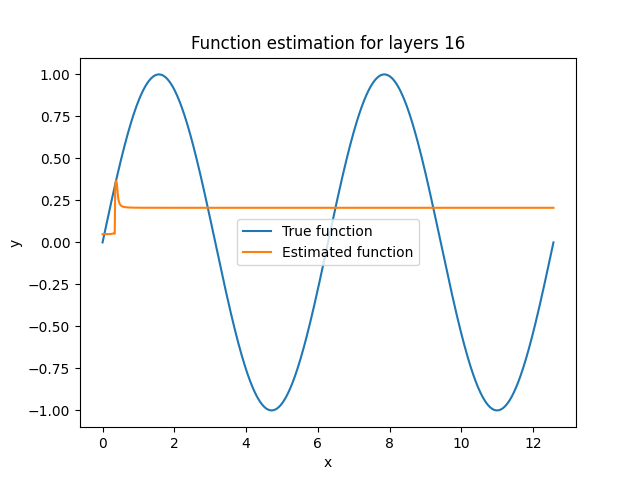 Function estimation for layers 16
1.00
0.75
0.50
0.25
0.00
−0.25
−0.50
−0.75
−1.00
y
True function
Estimated function
0 2 4 6 8 10 12
x